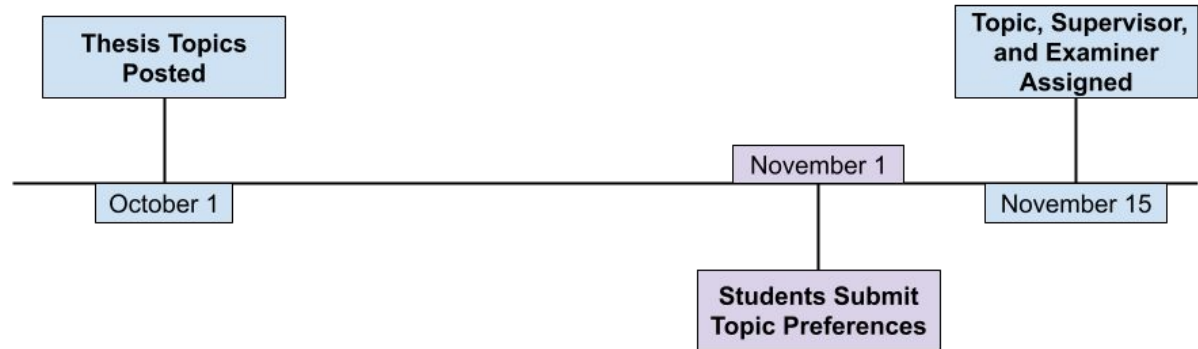 Thesis Topics
Posted
Topic, Supervisor,
and Examiner
Assigned
November 1
October 1
November 15
Students Submit
Topic Preferences